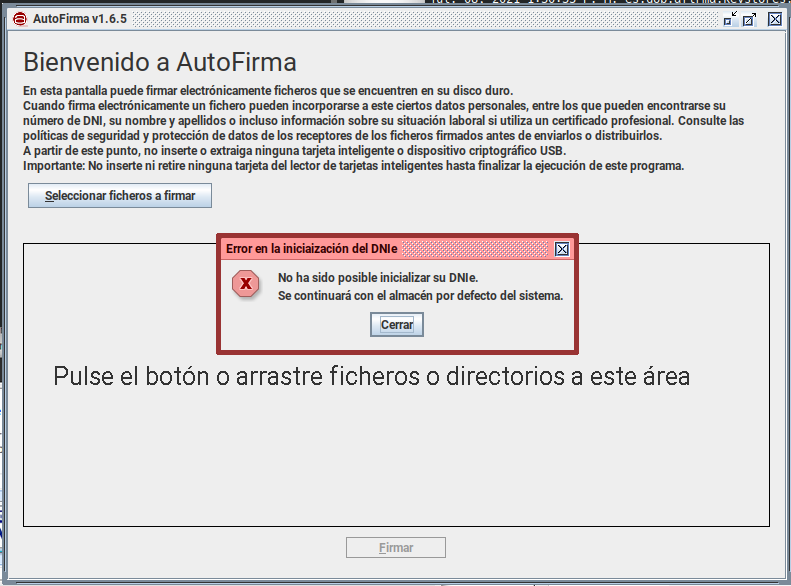 AutoFirma v1.6.5
Bienvenido a AutoFirma
En esta pantalla puede firmar electrónicamente ficheros que se encuentren en su disco duro.
Cuando firma electrónicamente un fichero pueden incorporarse a este ciertos datos personales, entre los que pueden encontrarse su
número de DNI, su nombre y apellidos o incluso información sobre su situación laboral si utiliza un certificado profesional. Consulte las
políticas de seguridad y protección de datos de los receptores de los ficheros firmados antes de enviarlos o distribuirlos.
A partir de este punto, no inserte o extraiga ninguna tarjeta inteligente o dispositivo criptográfico USB.
Importante: No inserte ni retire ninguna tarjeta del lector de tarjetas inteligentes hasta finalizar la ejecución de este programa.
Seleccionar ficheros a firmar
Error en la iniciaización del DNIe
No ha sido posible inicializar su DNIe.
Se continuará con el almacén por defecto del sistema.
Cerrar
Pulse el botón o arrastre ficheros o directorios a este área
Firmar